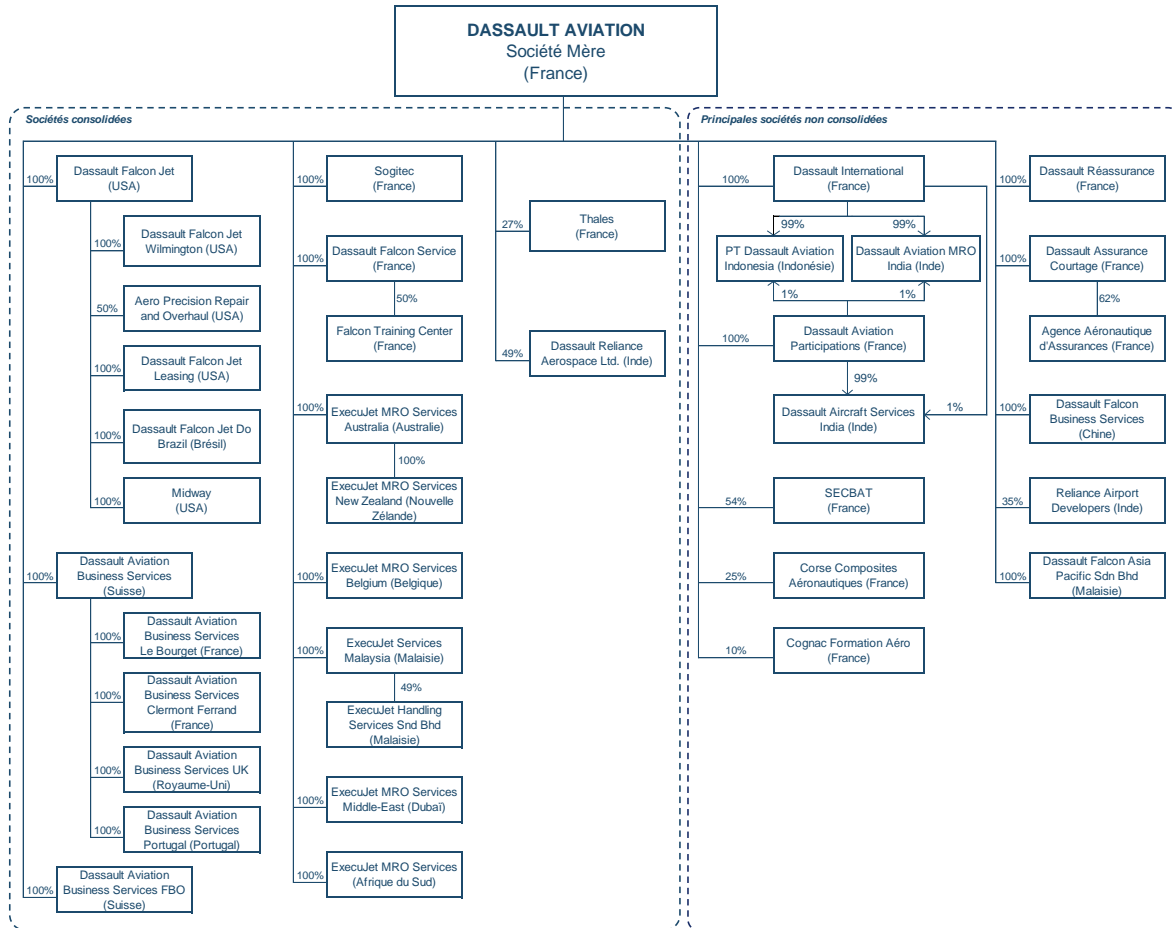 DASSAULT AVIATION
Société Mère
(France)
Sociétés consolidées
100%
Dassault Falcon Jet
(USA)
100%
Dassault Falcon Jet
Wilmington (USA)
50%
Aero Precision Repair
and Overhaul (USA)
100%
Dassault Falcon Jet
Leasing (USA)
100%
Dassault Falcon Jet Do
Brazil (Brésil)
100%
Midway
(USA)
100%
Dassault Aviation
Business Services
(Suisse)
100%
Dassault Aviation
Business Services
Le Bourget (France)
100%
Dassault Aviation
Business Services
Clermont Ferrand
(France)
100%
Dassault Aviation
Business Services UK
(Royaume-Uni)
100%
Dassault Aviation
Business Services
Portugal (Portugal)
100%
Dassault Aviation
Business Services FBO
(Suisse)
100%
Sogitec
(France)
100%
Dassault Falcon Service
(France)
50%
Falcon Training Center
(France)
100%
ExecuJet MRO Services
Australia (Australie)
100%
ExecuJet MRO Services
New Zealand (Nouvelle
Zélande)
100%
ExecuJet MRO Services
Belgium (Belgique)
100%
ExecuJet Services
Malaysia (Malaisie)
49%
ExecuJet Handling
Services Snd Bhd
(Malaisie)
100%
ExecuJet MRO Services
Middle-East (Dubaï)
100%
ExecuJet MRO Services
(Afrique du Sud)
27%
Thales
(France)
49%
Dassault Reliance
Aerospace Ltd. (Inde)
Principales sociétés non consolidées
100%
Dassault International
(France)
99%
99%
PT Dassault Aviation
Indonesia (Indonésie)
Dassault Aviation MRO
India (Inde)
1%
1%
100%
Dassault Aviation
Participations (France)
99%
Dassault Aircraft Services
India (Inde)
1%
54%
SECBAT
(France)
25%
Corse Composites
Aéronautiques (France)
10%
Cognac Formation Aéro
(France)
100%
Dassault Réassurance
(France)
100%
Dassault Assurance
Courtage (France)
62%
Agence Aéronautique
d'Assurances (France)
100%
Dassault Falcon
Business Services
(Chine)
35%
Reliance Airport
Developers (Inde)
100%
Dassault Falcon Asia
Pacific Sdn Bhd
(Malaisie)